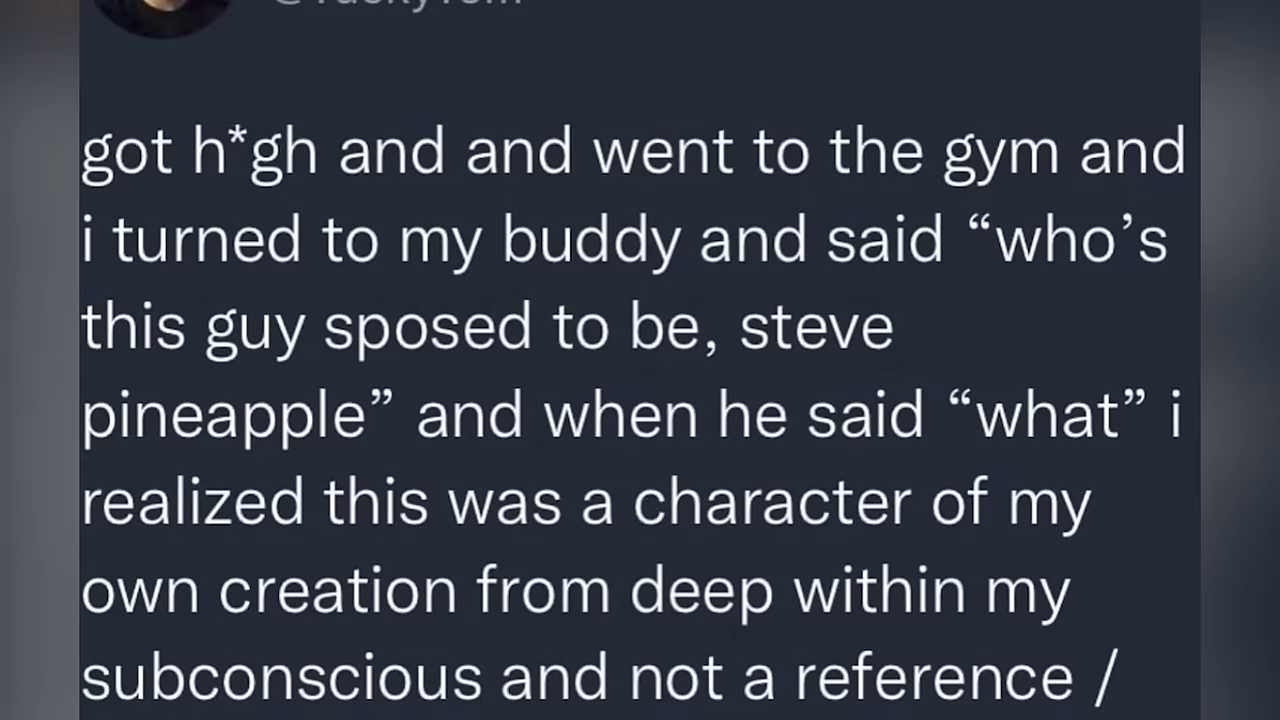 got h*gh and and went to the gym and
i turned to my buddy and said “who’s
this guy sposed to be, steve
pineapple” and when he said “what” i
realized this was a character of my
own creation from deep within my
subconscious and not a reference /